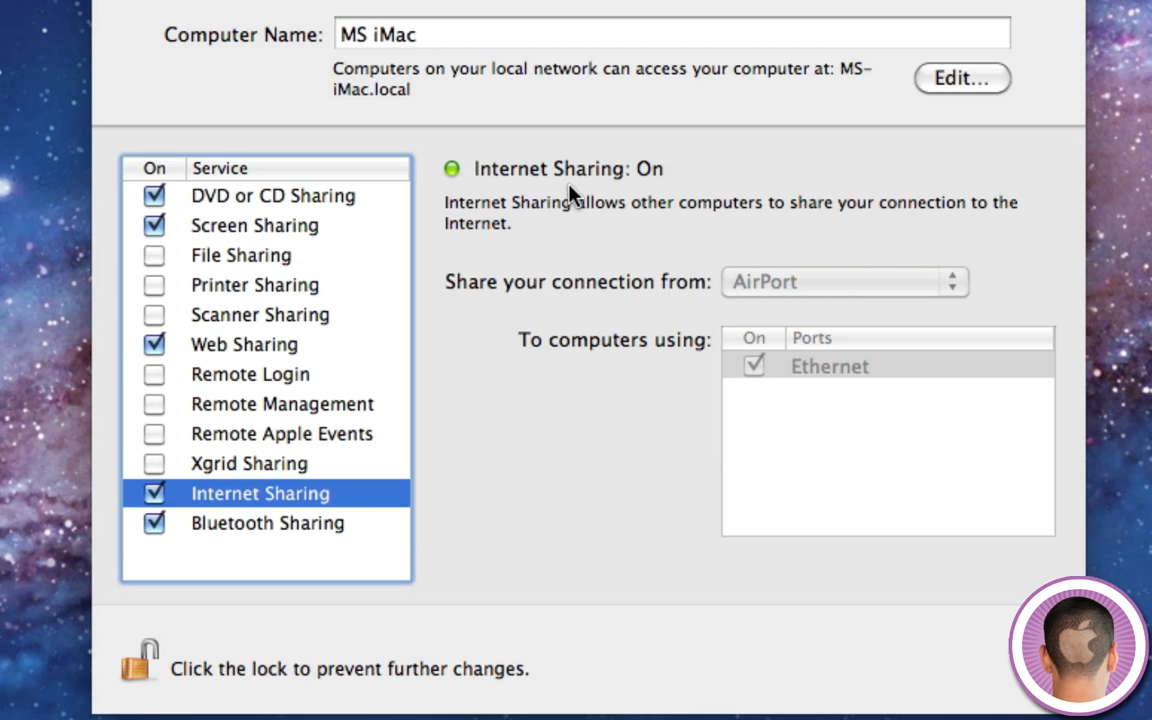 Computer Name: MS iMac
Computers on your local network can access your computer at: MS-
iMac.local
Edit...
On Service
DVD or CD Sharing
Screen Sharing
File Sharing
Printer Sharing
Scanner Sharing
Web Sharing
Remote Login
Remote Management
Remote Apple Events
Xgrid Sharing
Internet Sharing
Bluetooth Sharing
Internet Sharing: On
Internet Sharing allows other computers to share your connection to the
Internet.
Share your connection from: AirPort
To computers using:
On Ports
Ethernet
Click the lock to prevent further changes.